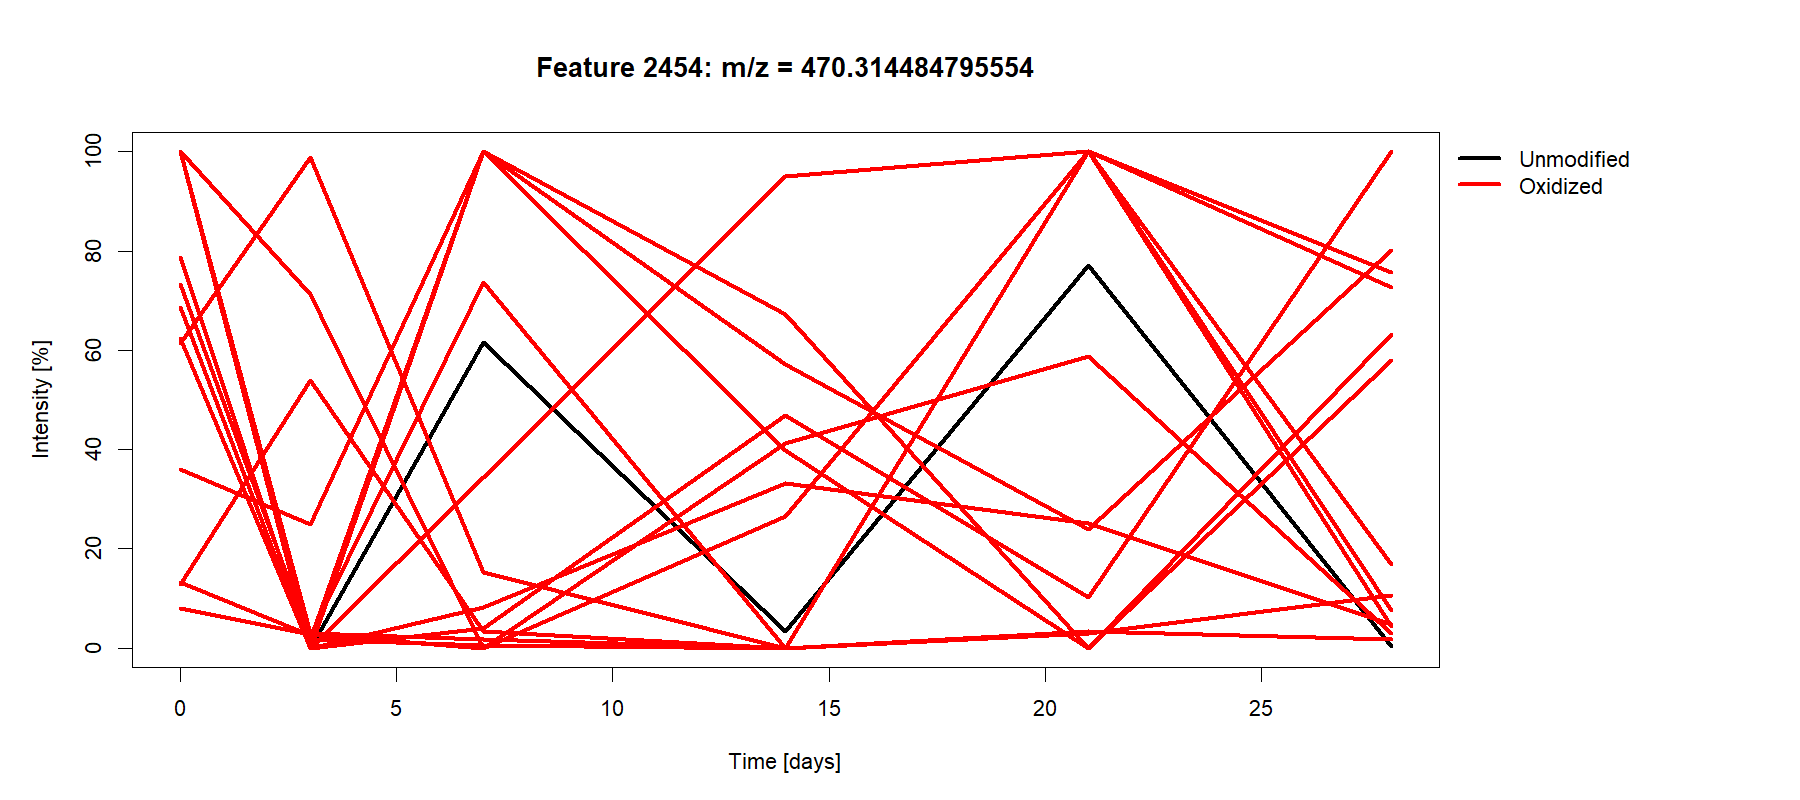 Feature 2454: m/z = 470.314484795554
Unmodified
Oxidized
Intensity [%]
100
80
60
40
20
0
0 5 10 15 20 25
Time [days]